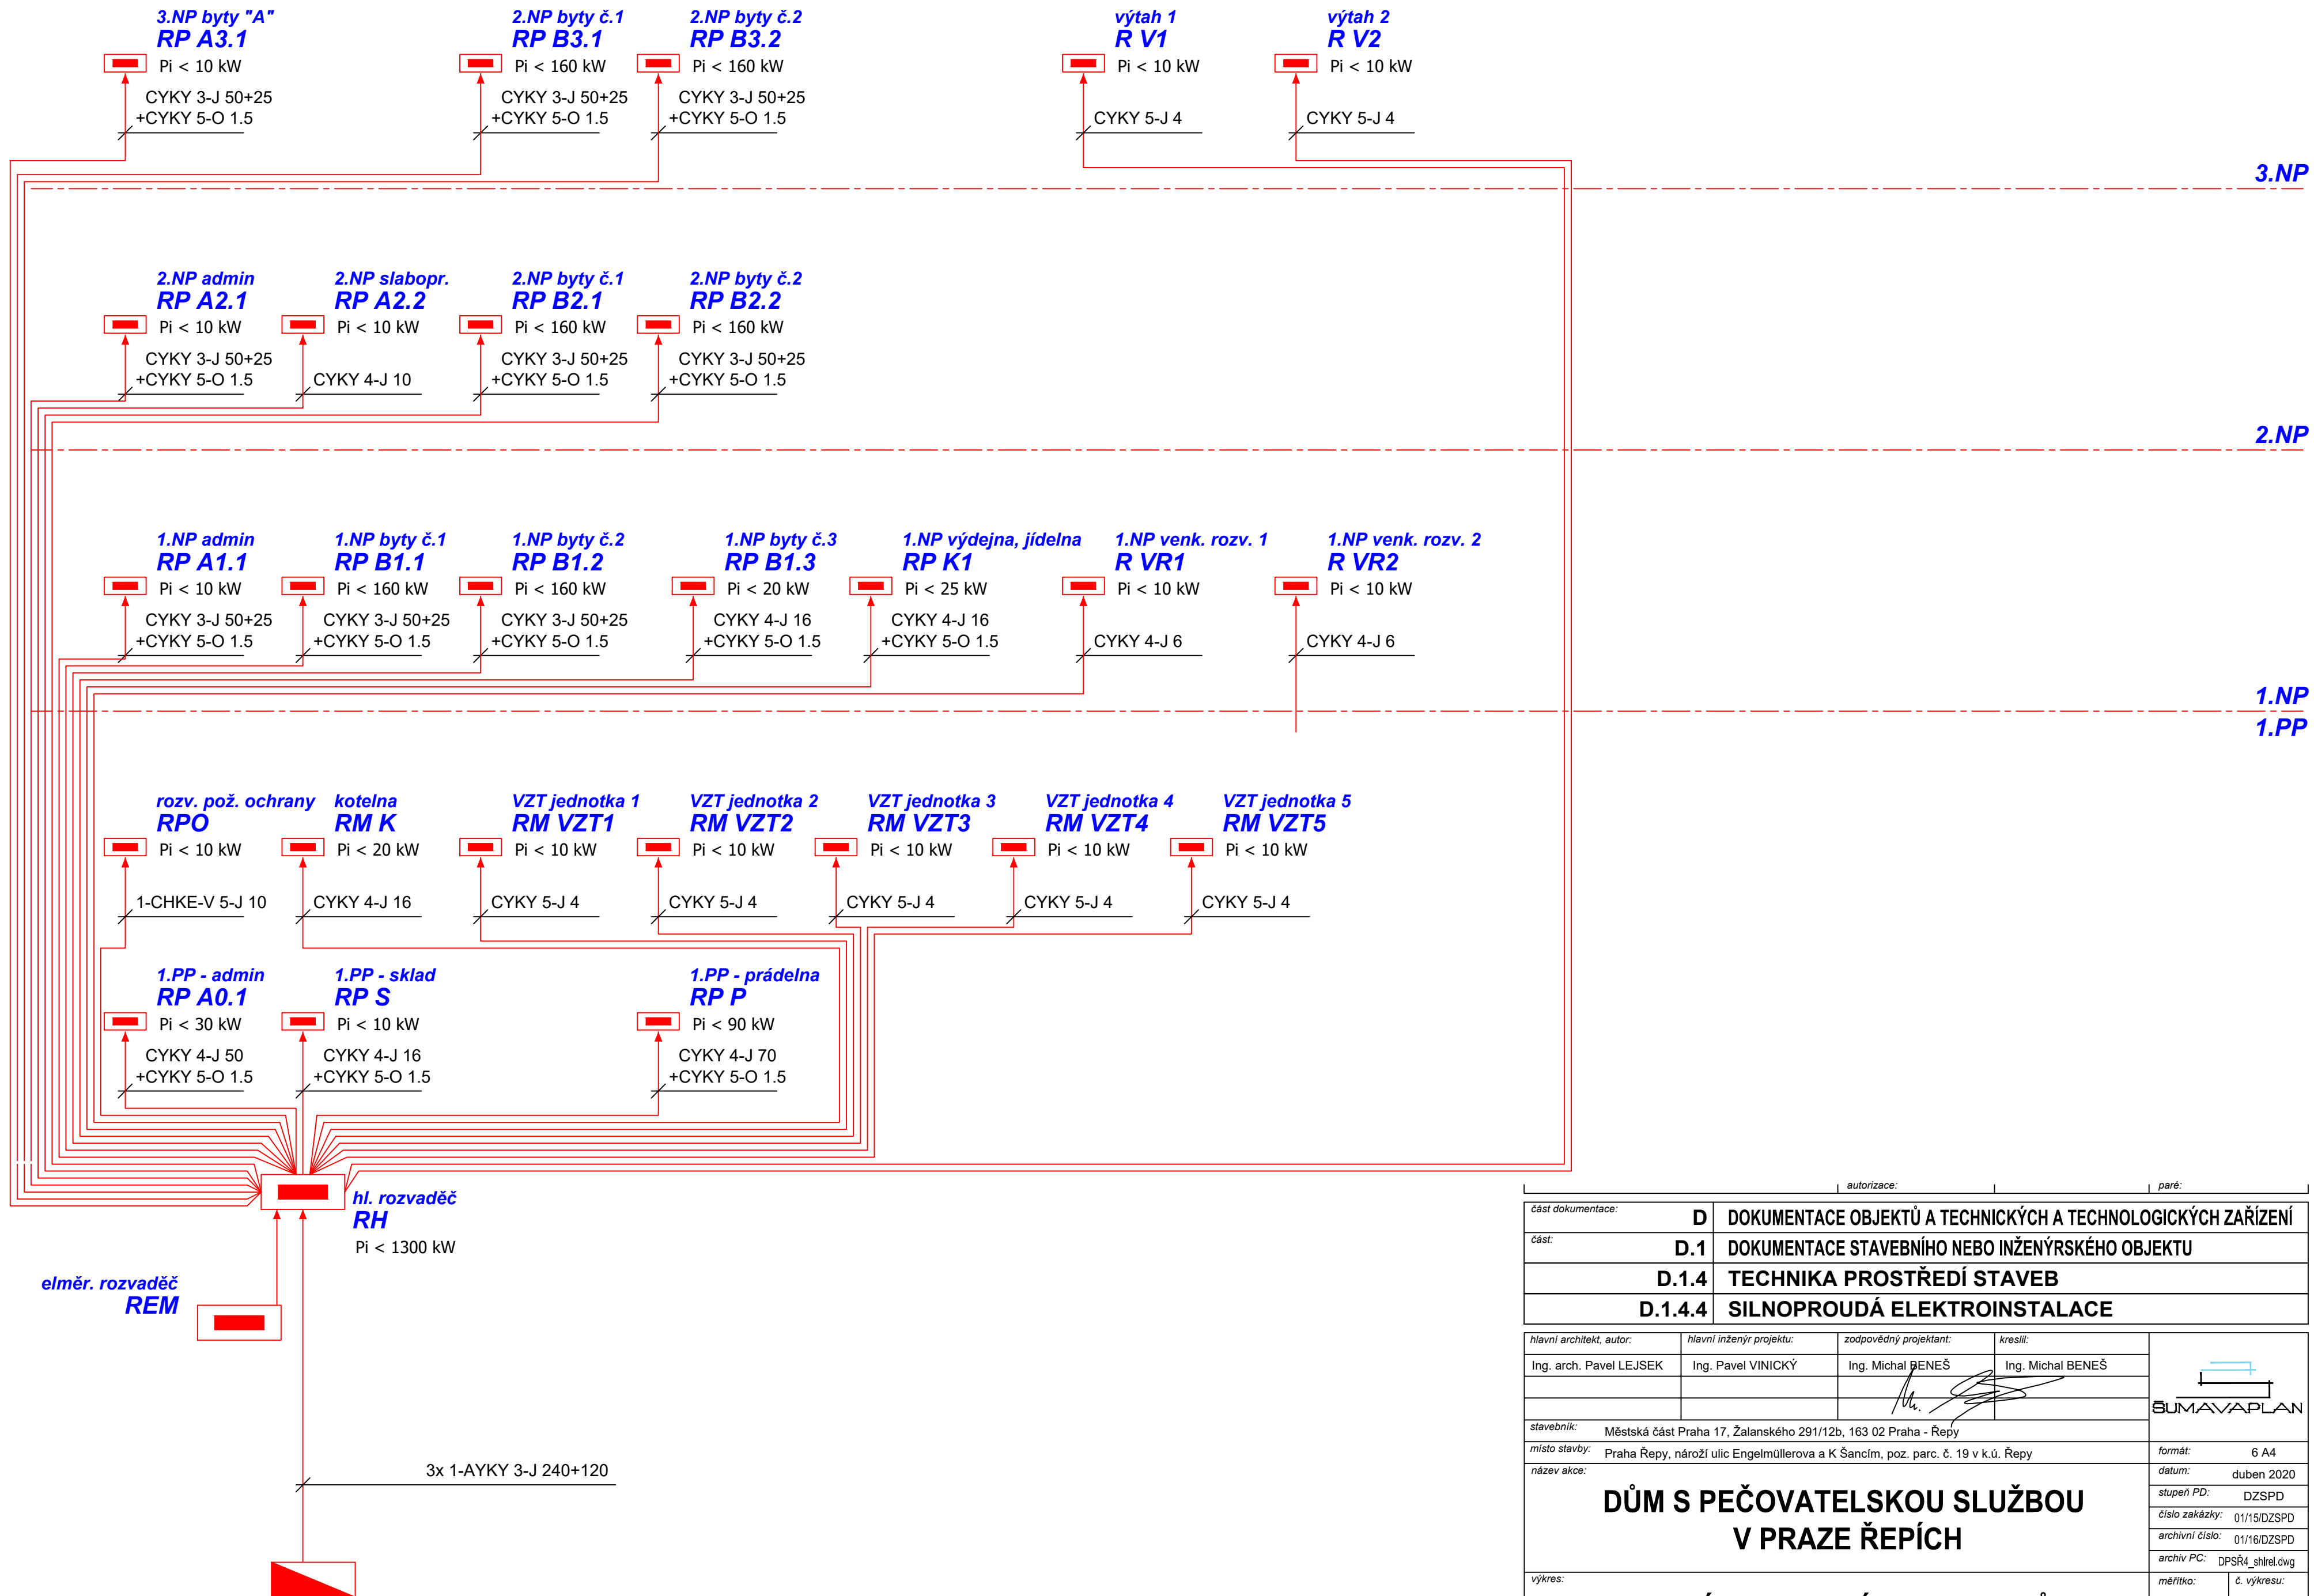 3.NP byty "A"
RP A3.1
Pi < 10 kW
CYKY 3-J 50+25
+CYKY 5-O 1.5
2.NP byty č.1
RP B3.1
Pi < 160 kW
CYKY 3-J 50+25
+CYKY 5-O 1.5
2.NP byty č.2
RP B3.2
Pi < 160 kW
CYKY 3-J 50+25
+CYKY 5-O 1.5
výtah 1
R V1
Pi < 10 kW
CYKY 5-J 4
výtah 2
R V2
Pi < 10 kW
CYKY 5-J 4
3.NP
2.NP admin
RP A2.1
Pi < 10 kW
CYKY 3-J 50+25
+CYKY 5-O 1.5
2.NP slabopr.
RP A2.2
Pi < 10 kW
CYKY 4-J 10
2.NP byty č.1
RP B2.1
Pi < 160 kW
CYKY 3-J 50+25
+CYKY 5-O 1.5
2.NP byty č.2
RP B2.2
Pi < 160 kW
CYKY 3-J 50+25
+CYKY 5-O 1.5
2.NP
1.NP admin
RP A1.1
Pi < 10 kW
CYKY 3-J 50+25
+CYKY 5-O 1.5
1.NP byty č.1
RP B1.1
Pi < 160 kW
CYKY 3-J 50+25
+CYKY 5-O 1.5
1.NP byty č.2
RP B1.2
Pi < 160 kW
CYKY 3-J 50+25
+CYKY 5-O 1.5
1.NP byty č.3
RP B1.3
Pi < 20 kW
CYKY 4-J 16
+CYKY 5-O 1.5
1.NP výdejna, jídelna
RP K1
Pi < 25 kW
CYKY 4-J 16
+CYKY 5-O 1.5
1.NP venk. rozv. 1
R VR1
Pi < 10 kW
CYKY 4-J 6
1.NP venk. rozv. 2
R VR2
Pi < 10 kW
CYKY 4-J 6
1.NP
1.PP
rozv. pož. ochrany
RPO
Pi < 10 kW
1-CHKE-V 5-J 10
kotelna
RM K
Pi < 20 kW
CYKY 4-J 16
VZT jednotka 1
RM VZT1
Pi < 10 kW
CYKY 5-J 4
VZT jednotka 2
RM VZT2
Pi < 10 kW
CYKY 5-J 4
VZT jednotka 3
RM VZT3
Pi < 10 kW
CYKY 5-J 4
VZT jednotka 4
RM VZT4
Pi < 10 kW
CYKY 5-J 4
VZT jednotka 5
RM VZT5
Pi < 10 kW
CYKY 5-J 4
1.PP - admin
RP A0.1
Pi < 30 kW
CYKY 4-J 50
+CYKY 5-O 1.5
1.PP - sklad
RP S
Pi < 10 kW
CYKY 4-J 16
+CYKY 5-O 1.5
1.PP - prádelna
RP P
Pi < 90 kW
CYKY 4-J 70
+CYKY 5-O 1.5
hl. rozvaděč
RH
Pi < 1300 kW
elměr. rozvaděč
REM
3x 1-AYKY 3-J 240+120
autorizace: paré:
část dokumentace: D DOKUMENTACE OBJEKTŮ A TECHNICKÝCH A TECHNOLOGICKÝCH ZAŘÍZENÍ
část: D.1 DOKUMENTACE STAVEBNÍHO NEBO INŽENÝRSKÉHO OBJEKTU
D.1.4 TECHNIKA PROSTŘEDÍ STAVEB
D.1.4.4 SILNOPROUDÁ ELEKTROINSTALACE
hlavní architekt, autor: hlavní inženýr projektu: zodpovědný projektant: kreslil:
Ing. arch. Pavel LEJSEK Ing. Pavel VINICKÝ Ing. Michal BENEŠ Ing. Michal BENEŠ
ŠUMAVAPLAN
stavebník: Městská část Praha 17, Žalanského 291/12b, 163 02 Praha - Řepy
místo stavby: Praha Řepy, nároží ulic Engelmüllerova a K Šancím, poz. parc. č. 19 v k.ú. Řepy
formát: 6 A4
název akce:
DŮM S PEČOVATELSKOU SLUŽBOU
V PRAZE ŘEPÍCH
datum: duben 2020
stupeň PD: DZSPD
číslo zakázky: 01/15/DZSPD
archivní číslo: 01/16/DZSPD
archiv PC: DPSŘ4_shlrel.dwg
výkres:
měřítko: č. výkresu: